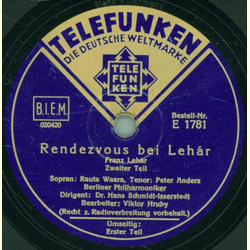 TELEFUNKEN
DIE DEUTSCHE WELTMARKE
TELE
FUN
KEN
B.I.E.M.
020420
Bestell-Nr.
E 1781
Rendezvous bei Lehár
Franz Lehár
Zweiter Teil
Sopran: Rauta Waara, Tenor: Peter Anders
Berliner Philharmoniker
Dirigent: Dr. Hans Schmidt-Isserstedt
Bearbeiter: Viktor Hruby
(Recht z. Radioverbreitung vorbehalt.)
Umseitig:
Erster Teil